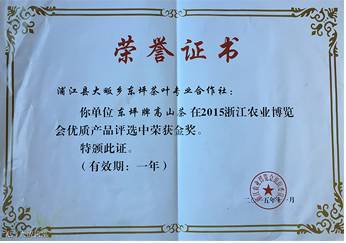 荣誉证书
浦江县大畈乡东坪茶叶专业合作社：
你单位东坪牌高山茶在2015浙江农业博览
会优质产品评选中荣获金奖。
特颁此证。
（有效期：一年）